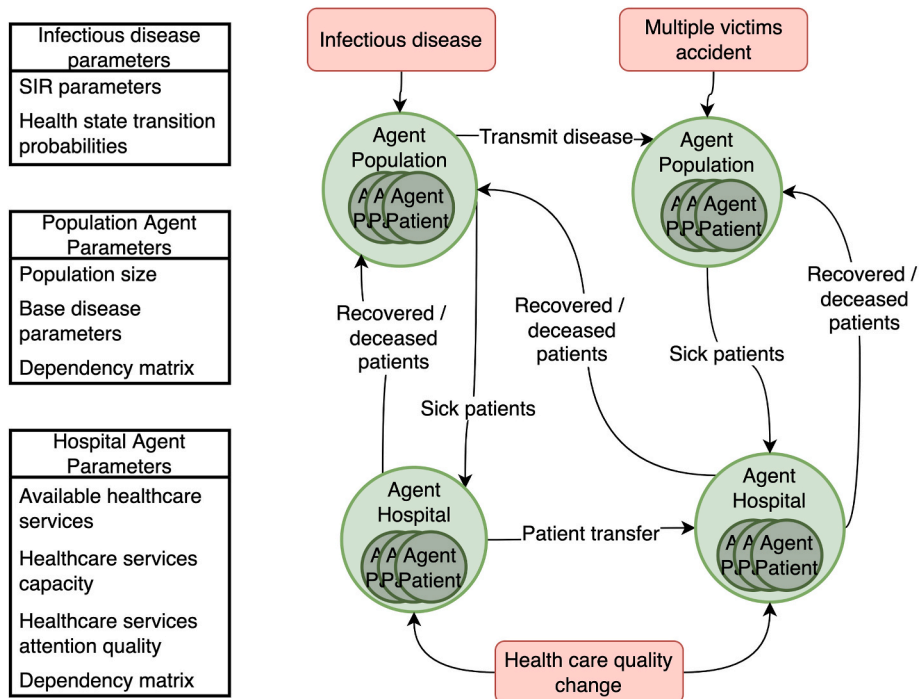 Infectious disease
parameters
SIR parameters
Health state transition
probabilities
Population Agent
Parameters
Population size
Base disease
parameters
Dependency matrix
Hospital Agent
Parameters
Available healthcare
services
Healthcare services
capacity
Healthcare services
attention quality
Dependency matrix
Infectious disease
Multiple victims
accident
Agent
Population
A A Agent
P.P.Patient
Transmit disease
Agent
Population
A A Agent
P.P.Patient
Recovered /
deceased
patients
Sick patients
Recovered /
deceased
patients
Sick patients
Recovered /
deceased
patients
Agent
Hospital
A A Agent
P.P.Patient
Patient transfer
Agent
Hospital
A A Agent
P.P.Patient
Health care quality
change